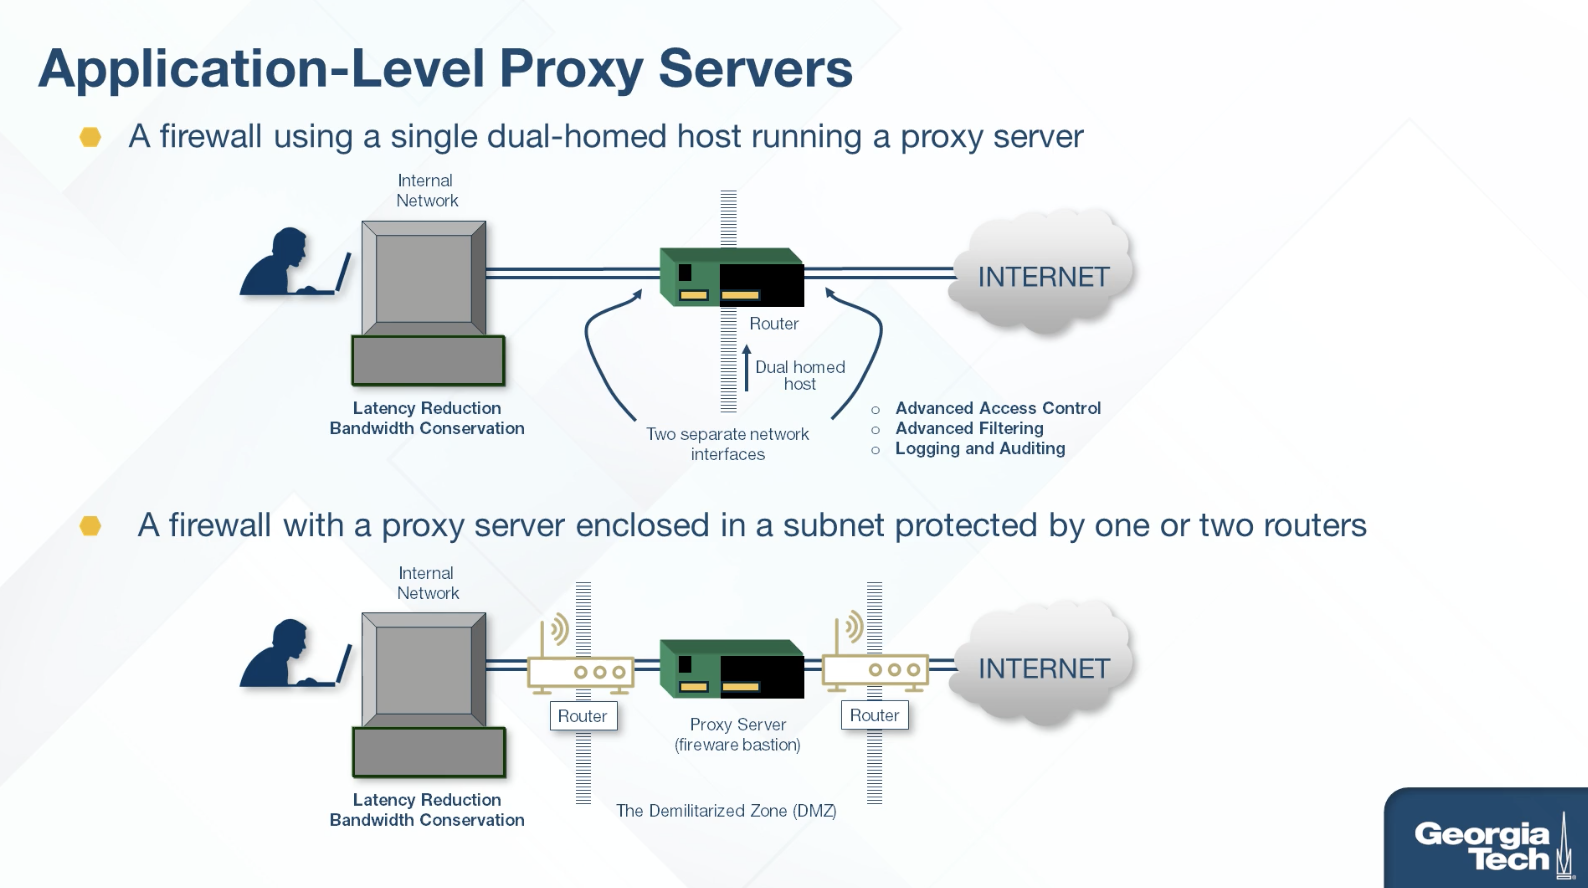 Application-Level Proxy Servers
A firewall using a single dual-homed host running a proxy server
Internal
Network
INTERNET
Router
Dual homed
host
Latency Reduction
Bandwidth Conservation
Two separate network
interfaces
Advanced Access Control
Advanced Filtering
Logging and Auditing
A firewall with a proxy server enclosed in a subnet protected by one or two routers
Internal
Network
INTERNET
Router
Proxy Server
(fireware bastion)
Router
Latency Reduction
Bandwidth Conservation
The Demilitarized Zone (DMZ)
Georgia
Tech